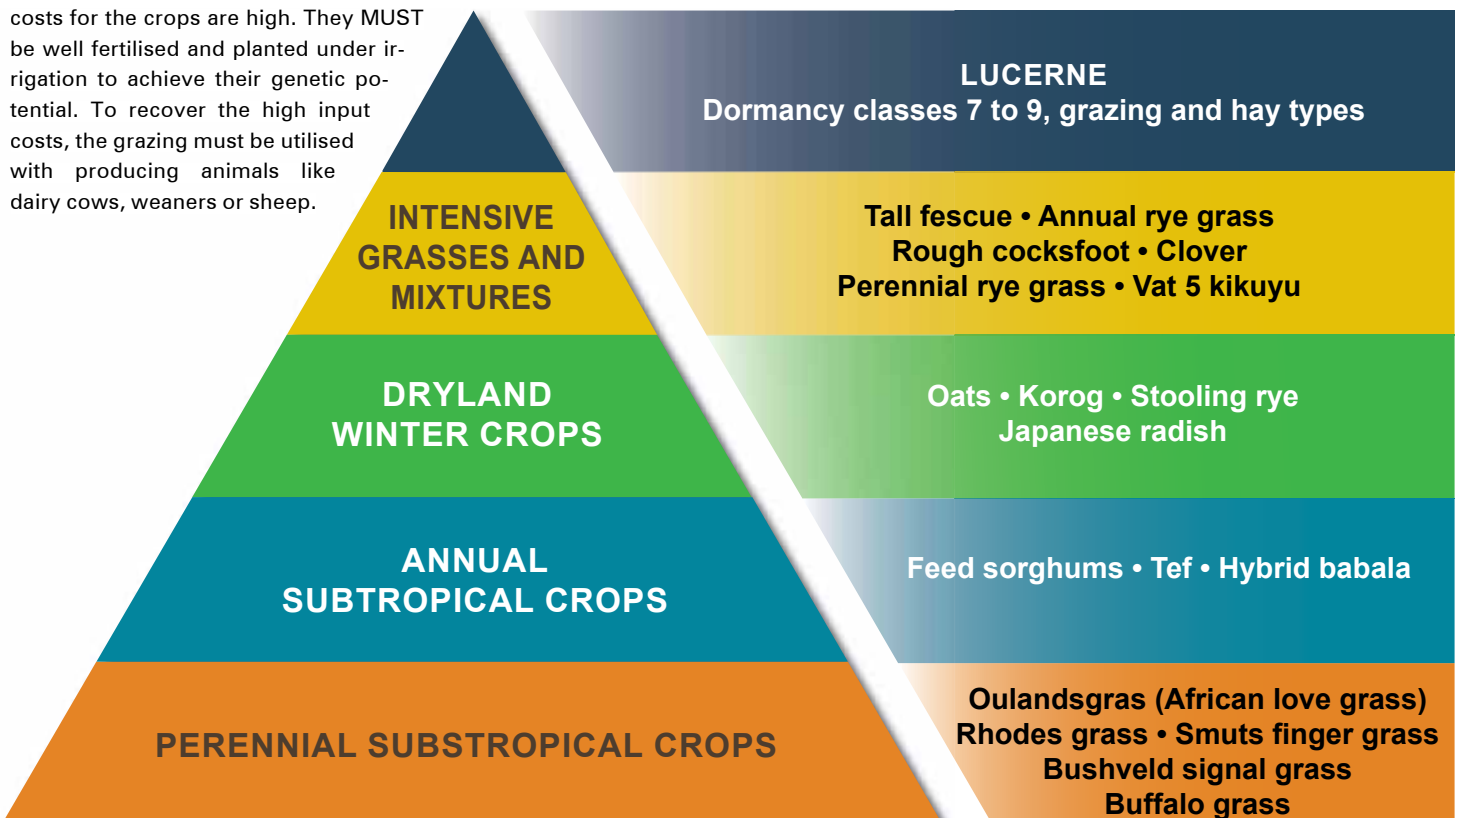 costs for the crops are high. They MUST
be well fertilised and planted under ir-
rigation to achieve their genetic po-
tential. To recover the high input
costs, the grazing must be utilised
with producing animals like
dairy cows, weaners or sheep.
LUCERNE
Dormancy classes 7 to 9, grazing and hay types
INTENSIVE
GRASSES AND
MIXTURES
Tall fescue • Annual rye grass
Rough cocksfoot • Clover
Perennial rye grass • Vat 5 kikuyu
DRYLAND
WINTER CROPS
Oats • Korog • Stooling rye
Japanese radish
ANNUAL
SUBTROPICAL CROPS
Feed sorghums • Tef • Hybrid babala
PERENNIAL SUBSTROPICAL CROPS
Oulandsgras (African love grass)
Rhodes grass • Smuts finger grass
Bushveld signal grass
Buffalo grass